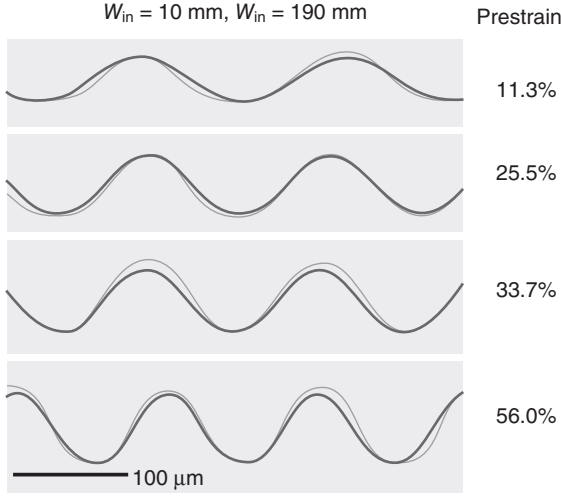 W_in = 10 mm, W_in = 190 mm
Prestrain
11.3%
25.5%
33.7%
56.0%
100 μm